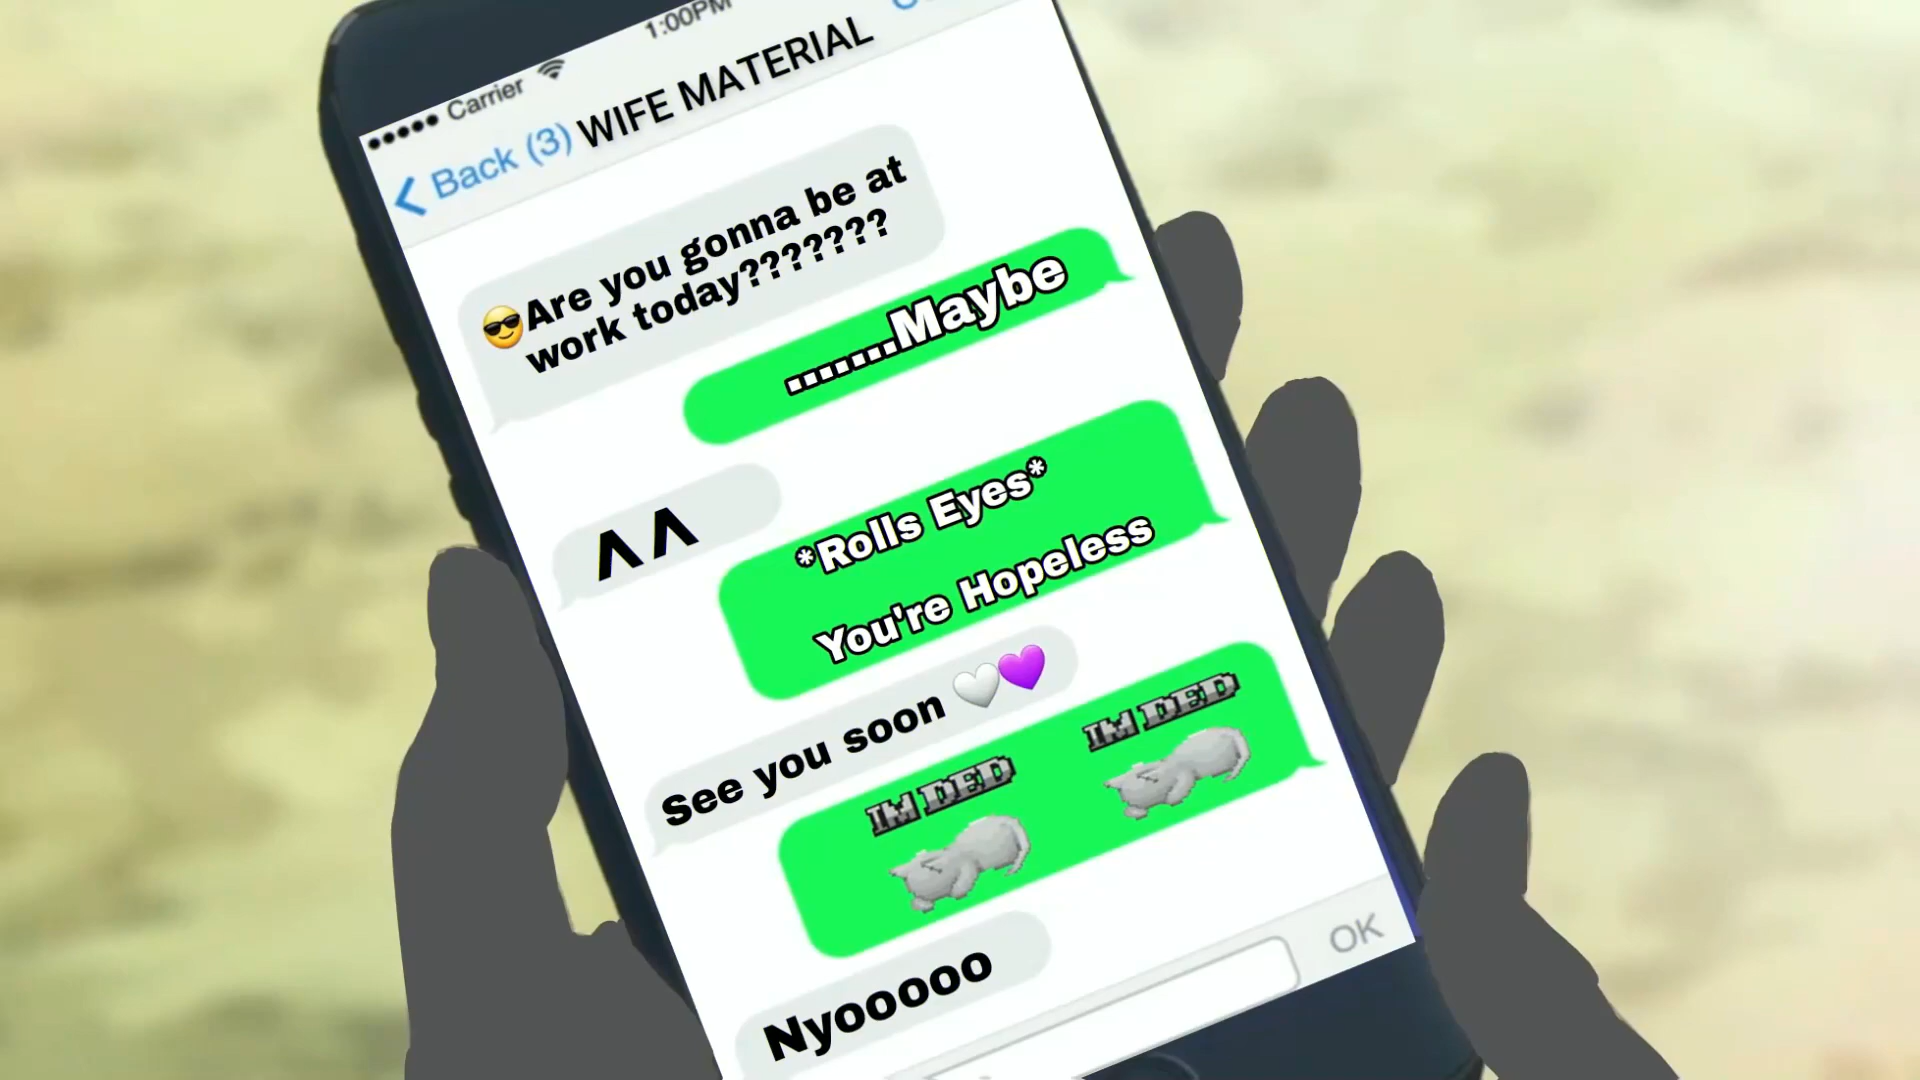 1:00PM
Carrier
Back (3) WIFE MATERIAL
😎Are you gonna be at
work today???????
.......Maybe
^^
*Rolls Eyes*
You're Hopeless
See you soon 🤍💜
IM DED IM DED
Nyooooo
OK